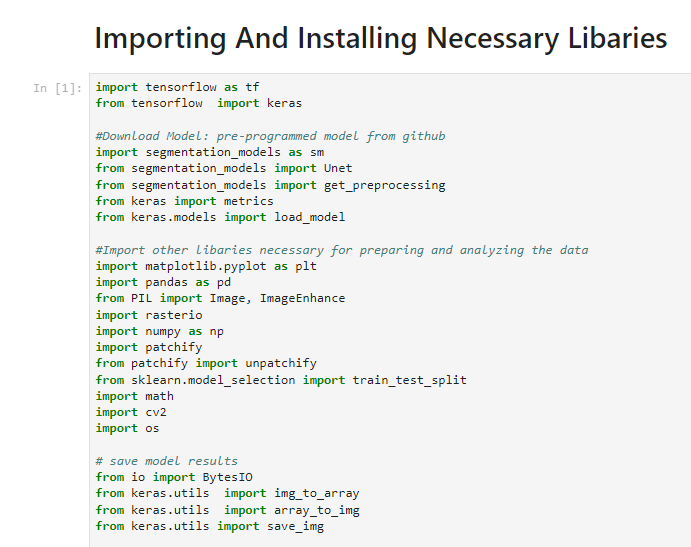 Importing And Installing Necessary Libaries
In [1]: import tensorflow as tf
from tensorflow  import keras
#Download Model: pre-programmed model from github
import segmentation_models as sm
from segmentation_models import Unet
from segmentation_models import get_preprocessing
from keras import metrics
from keras.models import load_model
#Import other libaries necessary for preparing and analyzing the data
import matplotlib.pyplot as plt
import pandas as pd
from PIL import Image, ImageEnhance
import rasterio
import numpy as np
import patchify
from patchify import unpatchify
from sklearn.model_selection import train_test_split
import math
import cv2
import os
# save model results
from io import BytesIO
from keras.utils  import img_to_array
from keras.utils  import array_to_img
from keras.utils import save_img